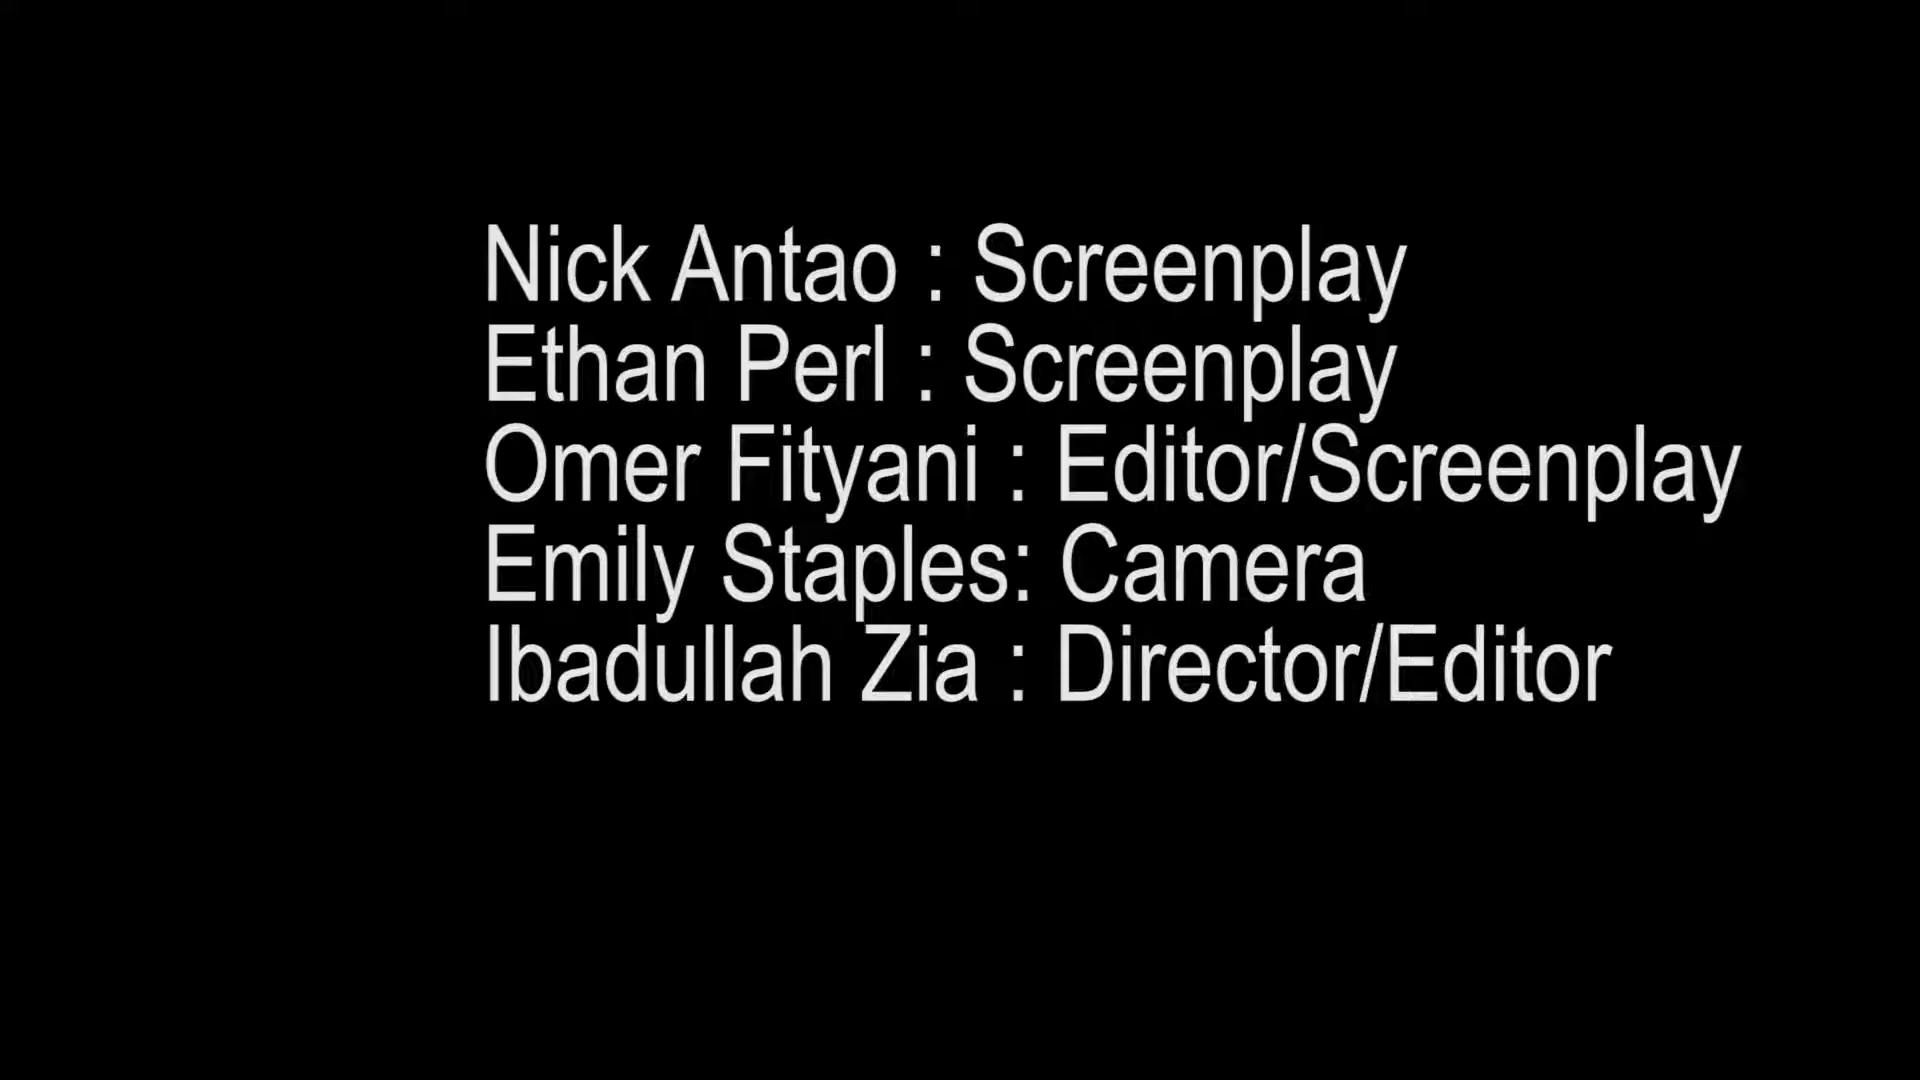 Nick Antao : Screenplay
Ethan Perl : Screenplay
Omer Fityani : Editor/Screenplay
Emily Staples: Camera
Ibadullah Zia : Director/Editor